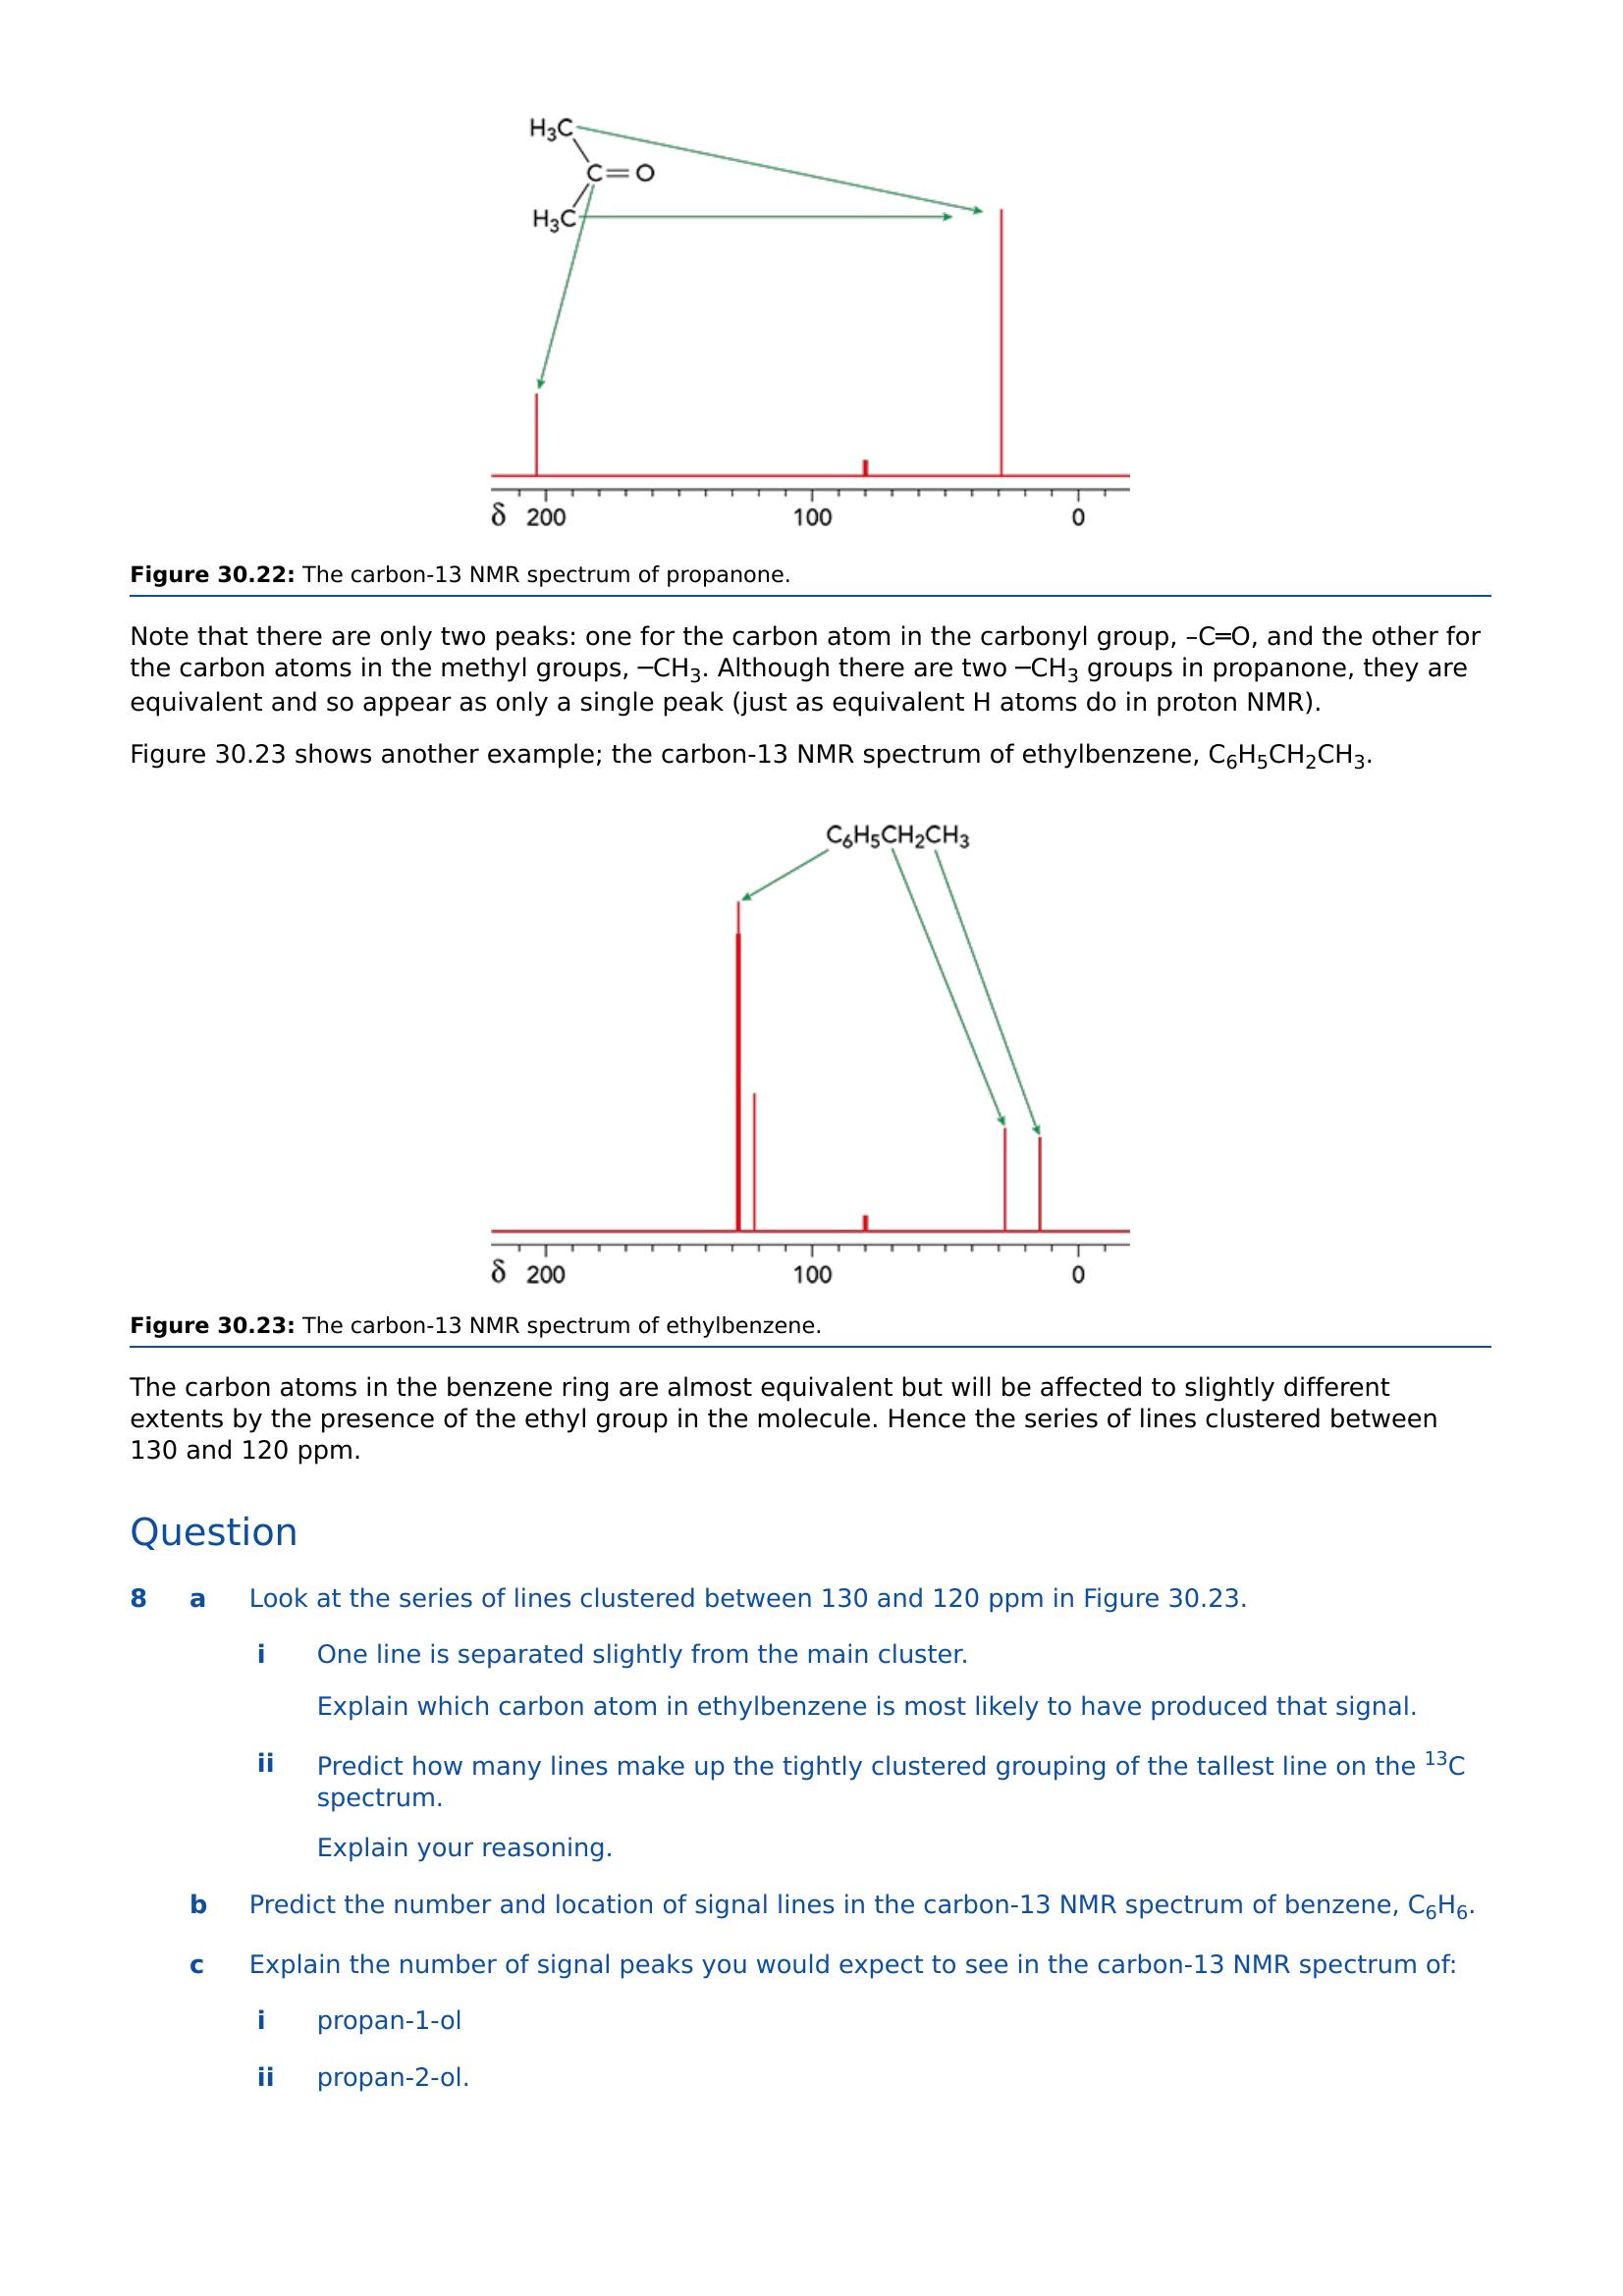 H₃C
C=O
H₃C
δ 200 100 0
Figure 30.22: The carbon-13 NMR spectrum of propanone.
Note that there are only two peaks: one for the carbon atom in the carbonyl group, –C=O, and the other for
the carbon atoms in the methyl groups, −CH₃. Although there are two −CH₃ groups in propanone, they are
equivalent and so appear as only a single peak (just as equivalent H atoms do in proton NMR).
Figure 30.23 shows another example; the carbon-13 NMR spectrum of ethylbenzene, C₆H₅CH₂CH₃.
C₆H₅CH₂CH₃
δ 200 100 0
Figure 30.23: The carbon-13 NMR spectrum of ethylbenzene.
The carbon atoms in the benzene ring are almost equivalent but will be affected to slightly different
extents by the presence of the ethyl group in the molecule. Hence the series of lines clustered between
130 and 120 ppm.
Question
8 a Look at the series of lines clustered between 130 and 120 ppm in Figure 30.23.
i One line is separated slightly from the main cluster.
Explain which carbon atom in ethylbenzene is most likely to have produced that signal.
ii Predict how many lines make up the tightly clustered grouping of the tallest line on the ¹³C
spectrum.
Explain your reasoning.
b Predict the number and location of signal lines in the carbon-13 NMR spectrum of benzene, C₆H₆.
c Explain the number of signal peaks you would expect to see in the carbon-13 NMR spectrum of:
i propan-1-ol
ii propan-2-ol.